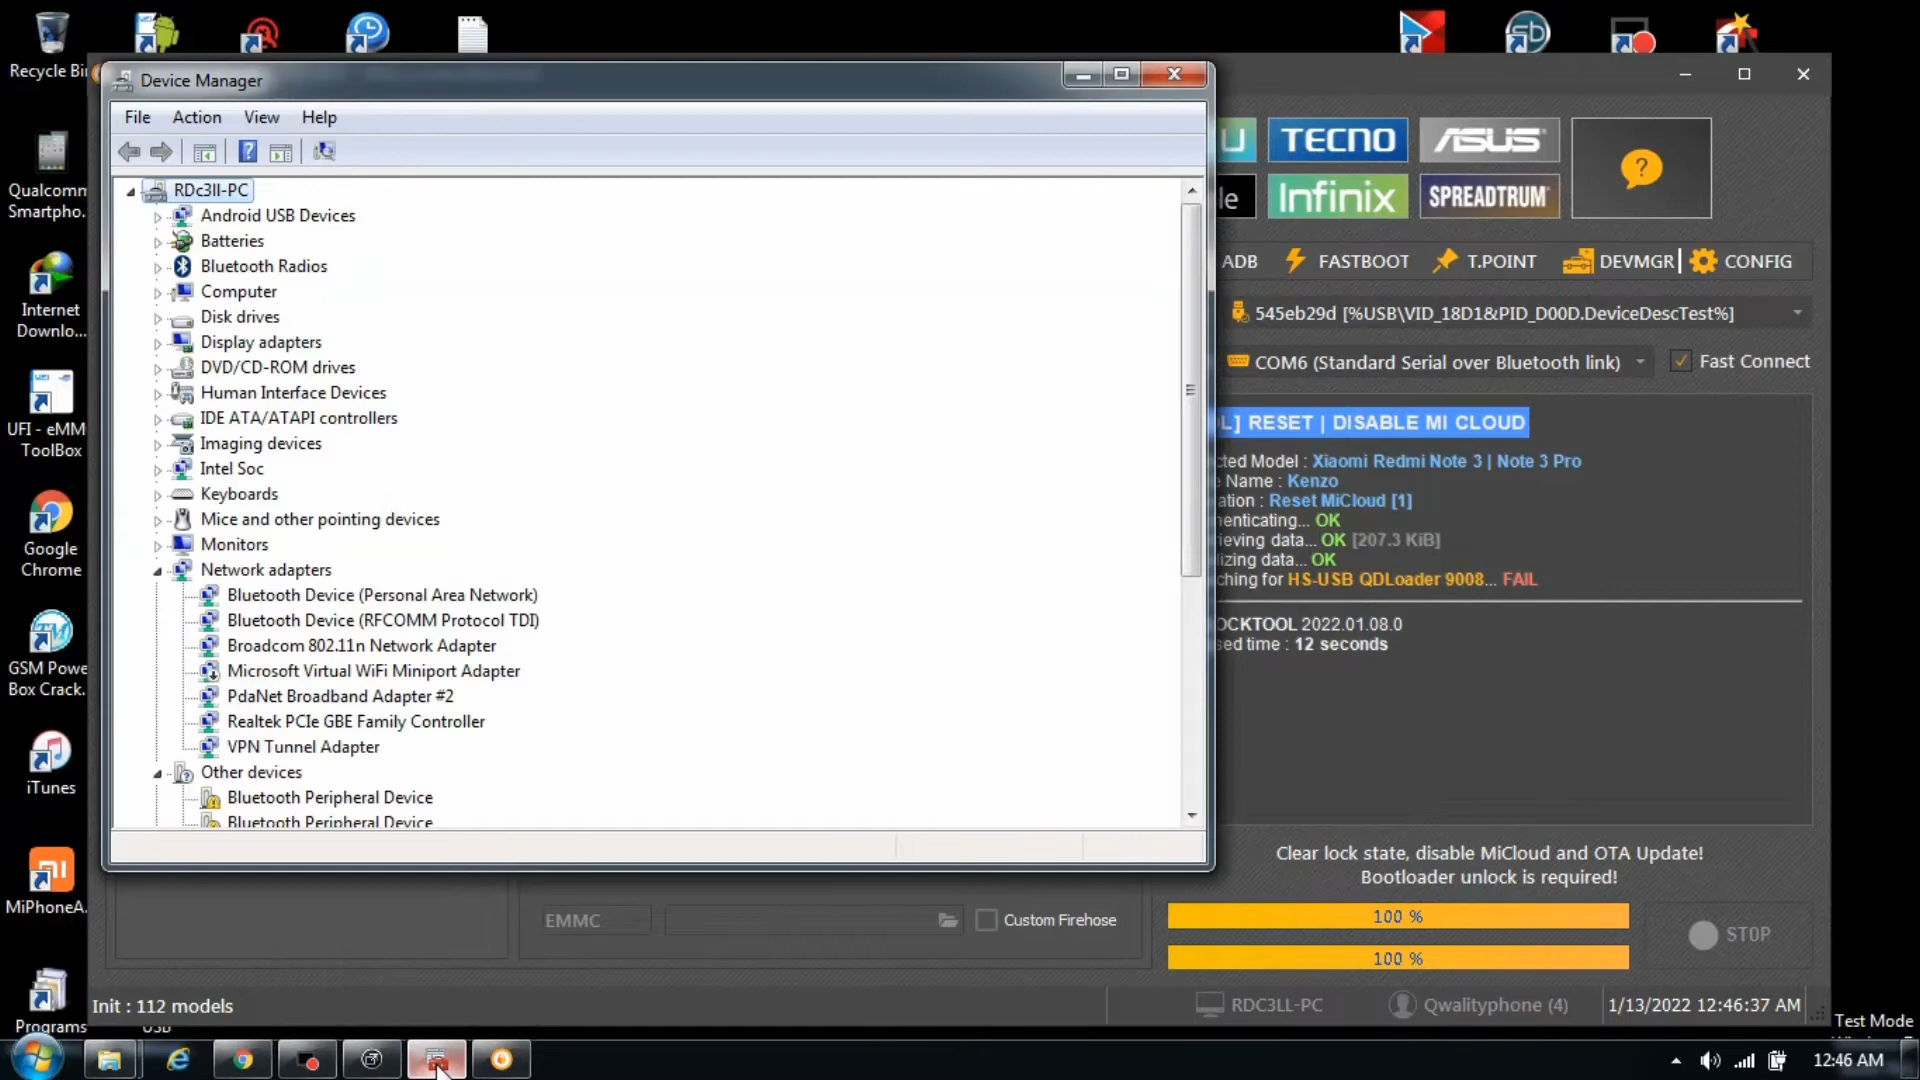 Recycle Bi
Device Manager
File Action View Help
RDc3ll-PC
Android USB Devices
Batteries
Bluetooth Radios
Computer
Disk drives
Display adapters
DVD/CD-ROM drives
Human Interface Devices
IDE ATA/ATAPI controllers
Imaging devices
Intel Soc
Keyboards
Mice and other pointing devices
Monitors
Network adapters
Bluetooth Device (Personal Area Network)
Bluetooth Device (RFCOMM Protocol TDI)
Broadcom 802.11n Network Adapter
Microsoft Virtual WiFi Miniport Adapter
PdaNet Broadband Adapter #2
Realtek PCIe GBE Family Controller
VPN Tunnel Adapter
Other devices
Bluetooth Peripheral Device
Bluetooth Peripheral Device
Qualcomm
Smartpho..
Internet
Downlo...
UFI - eMM
ToolBox
Google
Chrome
GSM Powe
Box Crack.
iTunes
MiPhoneA.
Programs
USB
U TECNO ASUS
le Infinix SPREADTRUM
ADB FASTBOOT T.POINT DEVMGR CONFIG
545eb29d [%USB\VID_18D1&PID_D00D.DeviceDescTest%]
COM6 (Standard Serial over Bluetooth link) Fast Connect
L] RESET | DISABLE MI CLOUD
cted Model : Xiaomi Redmi Note 3 | Note 3 Pro
e Name : Kenzo
ation : Reset MiCloud [1]
henticating... OK
ieving data... OK [207.3 KiB]
lizing data... OK
ching for HS-USB QDLoader 9008... FAIL
OCKTOOL 2022.01.08.0
sed time : 12 seconds
Clear lock state, disable MiCloud and OTA Update!
Bootloader unlock is required!
EMMC Custom Firehose
100 %
100 %
STOP
Init : 112 models
RDC3LL-PC Qwalityphone (4) 1/13/2022 12:46:37 AM
Test Mode
12:46 AM